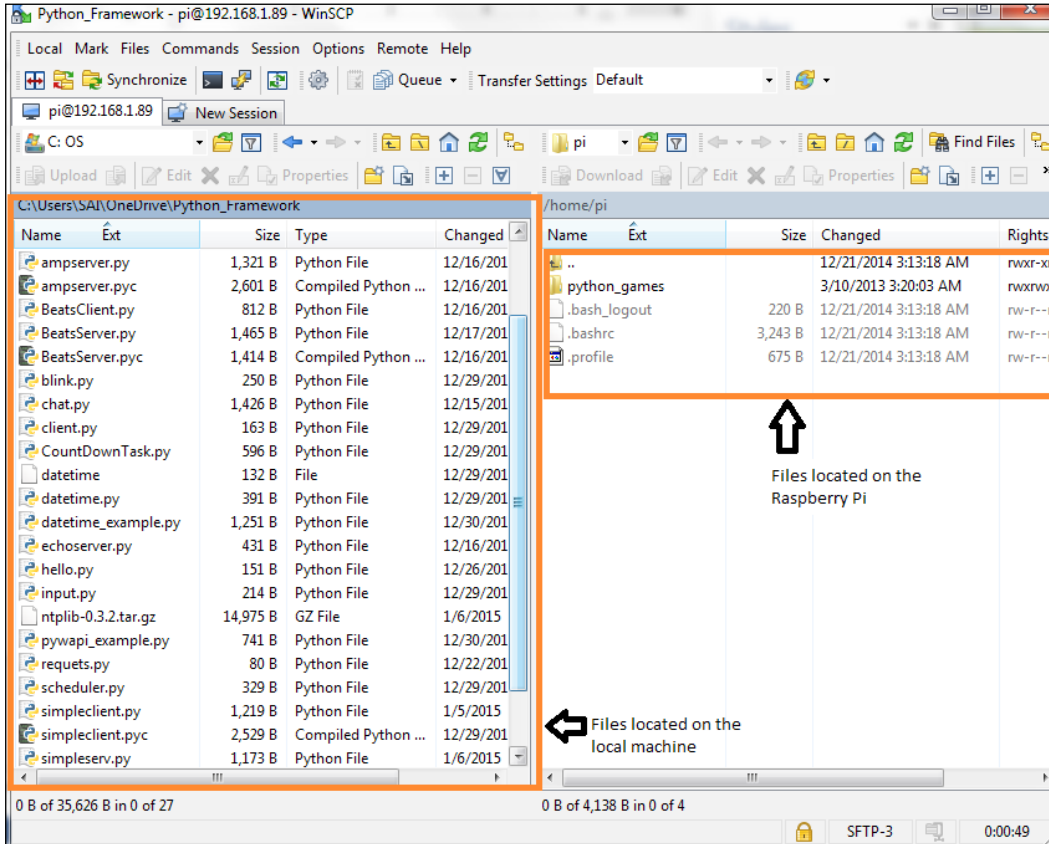 Python_Framework - pi@192.168.1.89 - WinSCP
Local Mark Files Commands Session Options Remote Help
Synchronize Queue Transfer Settings Default
pi@192.168.1.89 New Session
C: OS pi Find Files
Upload Edit Properties Download Edit Properties
C:\Users\SAI\OneDrive\Python_Framework
Name Ext Size Type Changed
ampserver.py 1,321 B Python File 12/16/201
ampserver.pyc 2,601 B Compiled Python ... 12/16/201
BeatsClient.py 812 B Python File 12/16/201
BeatsServer.py 1,465 B Python File 12/17/201
BeatsServer.pyc 1,414 B Compiled Python ... 12/16/201
blink.py 250 B Python File 12/29/201
chat.py 1,426 B Python File 12/15/201
client.py 163 B Python File 12/29/201
CountDownTask.py 596 B Python File 12/29/201
datetime 132 B File 12/29/201
datetime.py 391 B Python File 12/29/201
datetime_example.py 1,251 B Python File 12/30/201
echoserver.py 431 B Python File 12/16/201
hello.py 151 B Python File 12/26/201
input.py 214 B Python File 12/29/201
ntplib-0.3.2.tar.gz 14,975 B GZ File 1/6/2015
pywapi_example.py 741 B Python File 12/30/201
requets.py 80 B Python File 12/22/201
scheduler.py 329 B Python File 12/29/201
simpleclient.py 1,219 B Python File 1/5/2015
simpleclient.pyc 2,529 B Compiled Python ... 12/29/201
simpleserv.py 1,173 B Python File 1/6/2015
0 B of 35,626 B in 0 of 27
/home/pi
Name Ext Size Changed Rights
.. 12/21/2014 3:13:18 AM rwxr-x
python_games 3/10/2013 3:20:03 AM rwxrwx
.bash_logout 220 B 12/21/2014 3:13:18 AM rw-r--
.bashrc 3,243 B 12/21/2014 3:13:18 AM rw-r--
.profile 675 B 12/21/2014 3:13:18 AM rw-r--
Files located on the
Raspberry Pi
Files located on the
local machine
0 B of 4,138 B in 0 of 4
SFTP-3 0:00:49